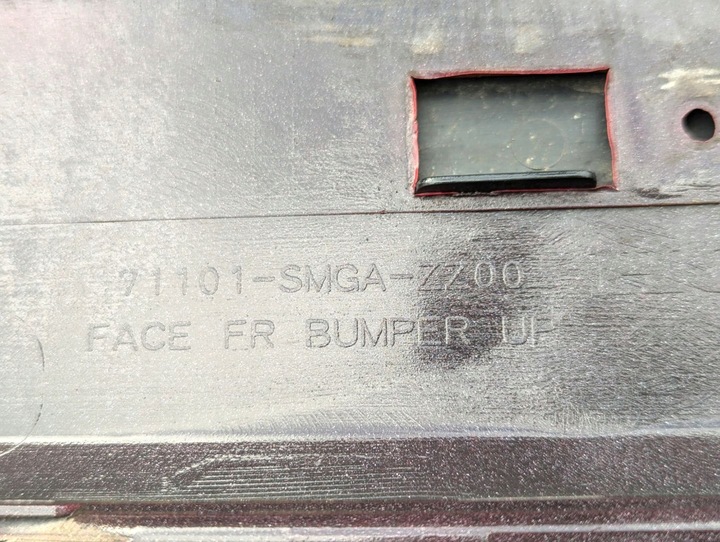 71101-SMGA-ZZ00
FACE FR BUMPER UP